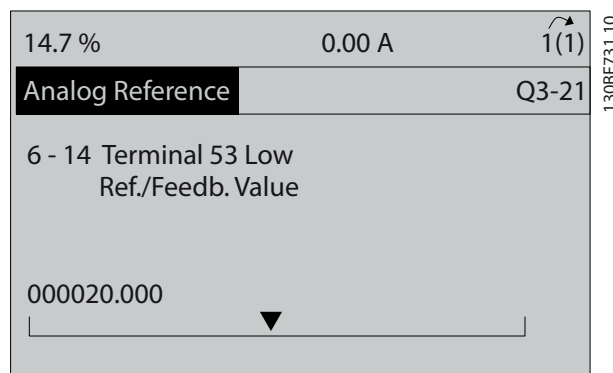 14.7 % 0.00 A 1(1)
Analog Reference Q3-21
6 - 14 Terminal 53 Low
Ref./Feedb. Value
000020.000
130BF731.10